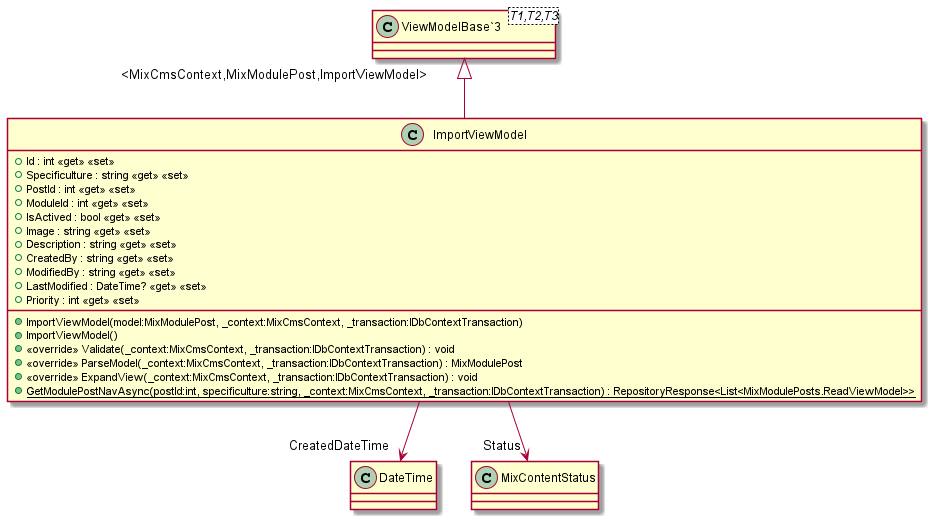 C ViewModelBase`3
T1,T2,T3
<MixCmsContext,MixModulePost,ImportViewModel>
C ImportViewModel
Id : int «get» «set»
Specificulture : string «get» «set»
PostId : int «get» «set»
ModuleId : int «get» «set»
IsActived : bool «get» «set»
Image : string «get» «set»
Description : string «get» «set»
CreatedBy : string «get» «set»
ModifiedBy : string «get» «set»
LastModified : DateTime? «get» «set»
Priority : int «get» «set»
ImportViewModel(model:MixModulePost, _context:MixCmsContext, _transaction:IDbContextTransaction)
ImportViewModel()
«override» Validate(_context:MixCmsContext, _transaction:IDbContextTransaction) : void
«override» ParseModel(_context:MixCmsContext, _transaction:IDbContextTransaction) : MixModulePost
«override» ExpandView(_context:MixCmsContext, _transaction:IDbContextTransaction) : void
GetModulePostNavAsync(postId:int, specificulture:string, _context:MixCmsContext, _transaction:IDbContextTransaction) : RepositoryResponse<List<MixModulePosts.ReadViewModel>>
CreatedDateTime
Status
C DateTime
C MixContentStatus